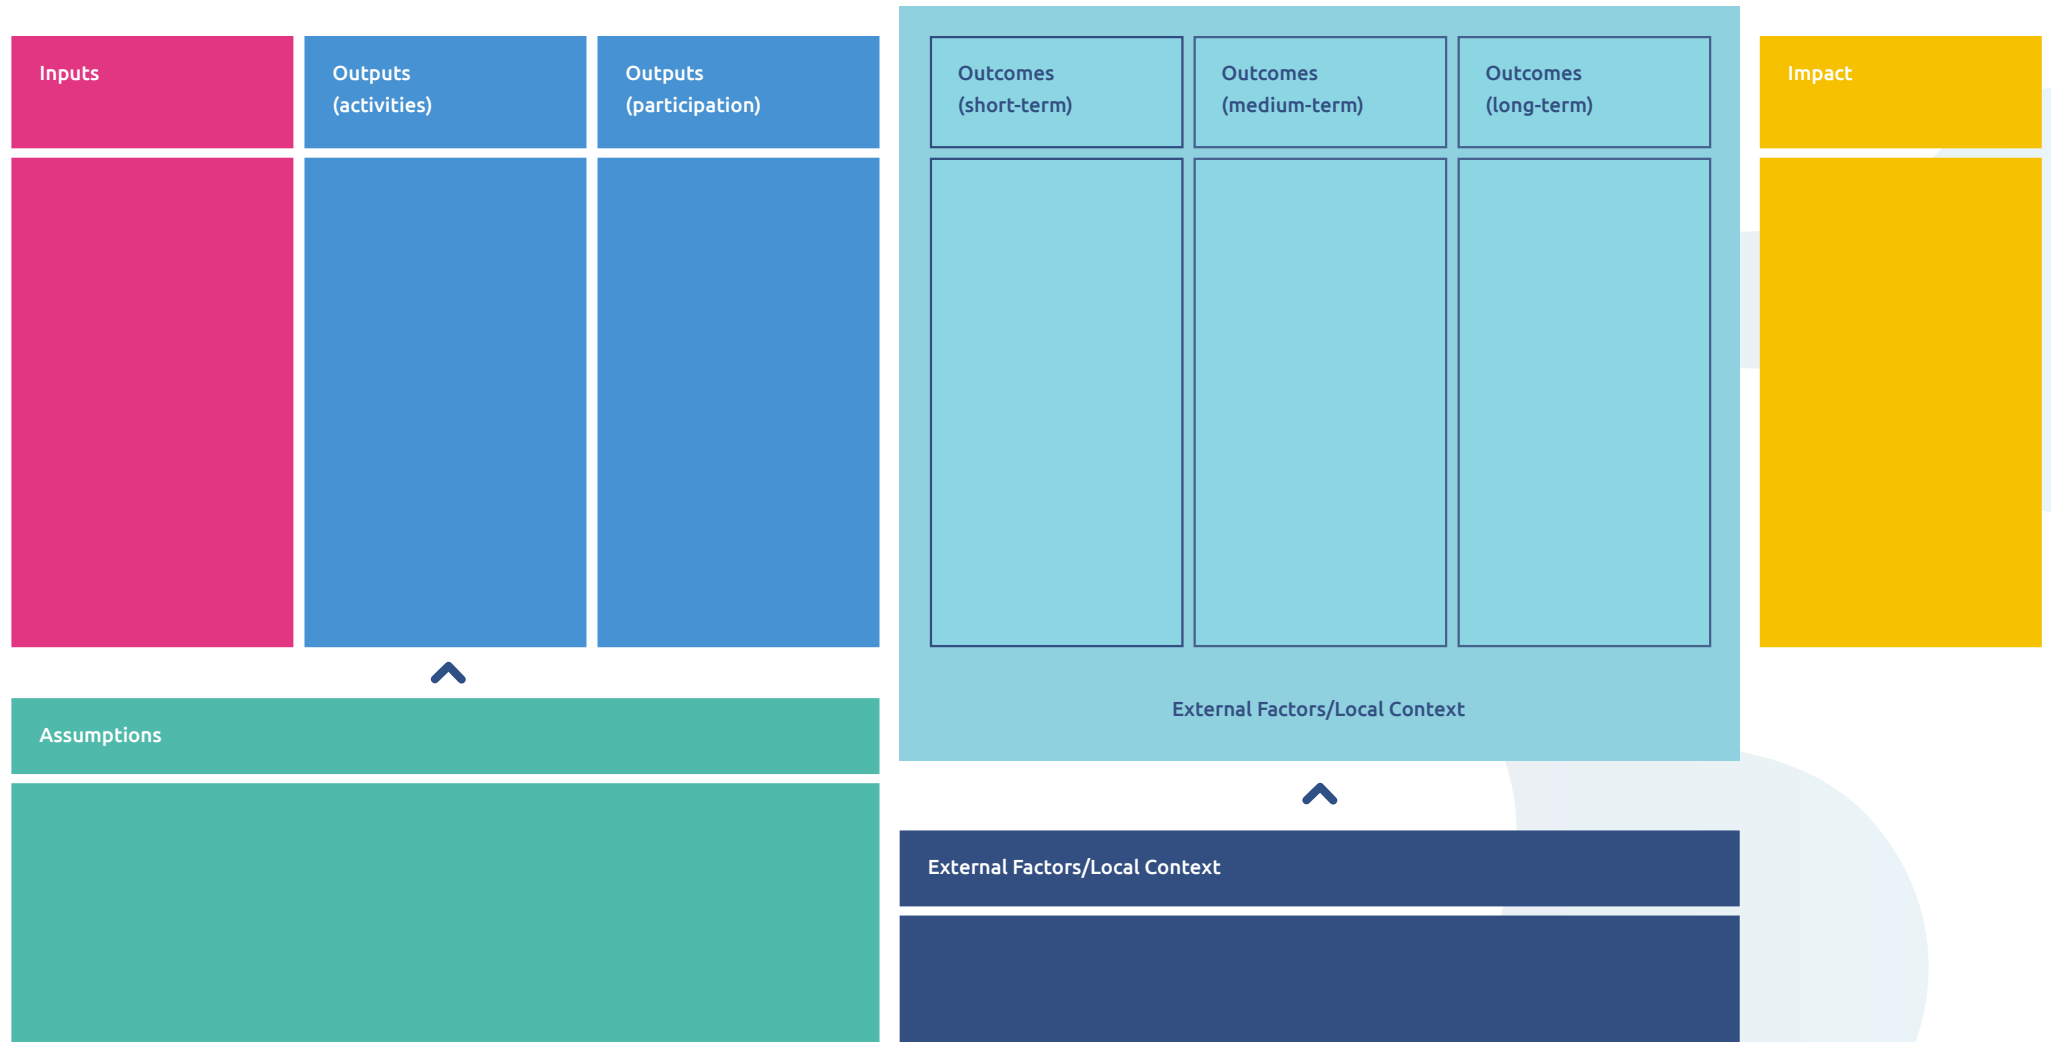 Inputs
Outputs
(activities)
Outputs
(participation)
Outcomes
(short-term)
Outcomes
(medium-term)
Outcomes
(long-term)
Impact
External Factors/Local Context
Assumptions
External Factors/Local Context